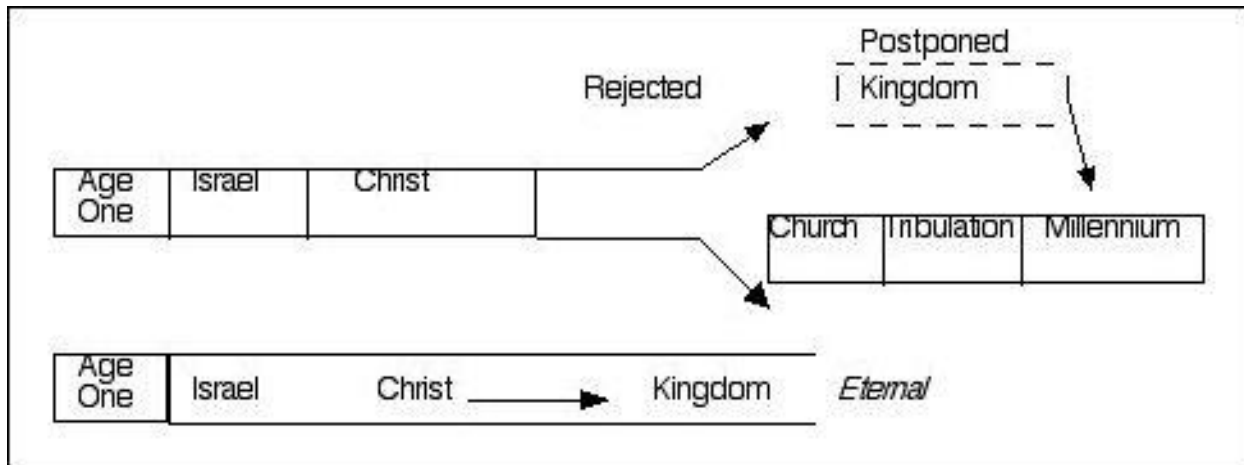 Postponed
Rejected Kingdom
Age One Israel Christ
Church Tribulation Millennium
Age One Israel Christ Kingdom Eternal